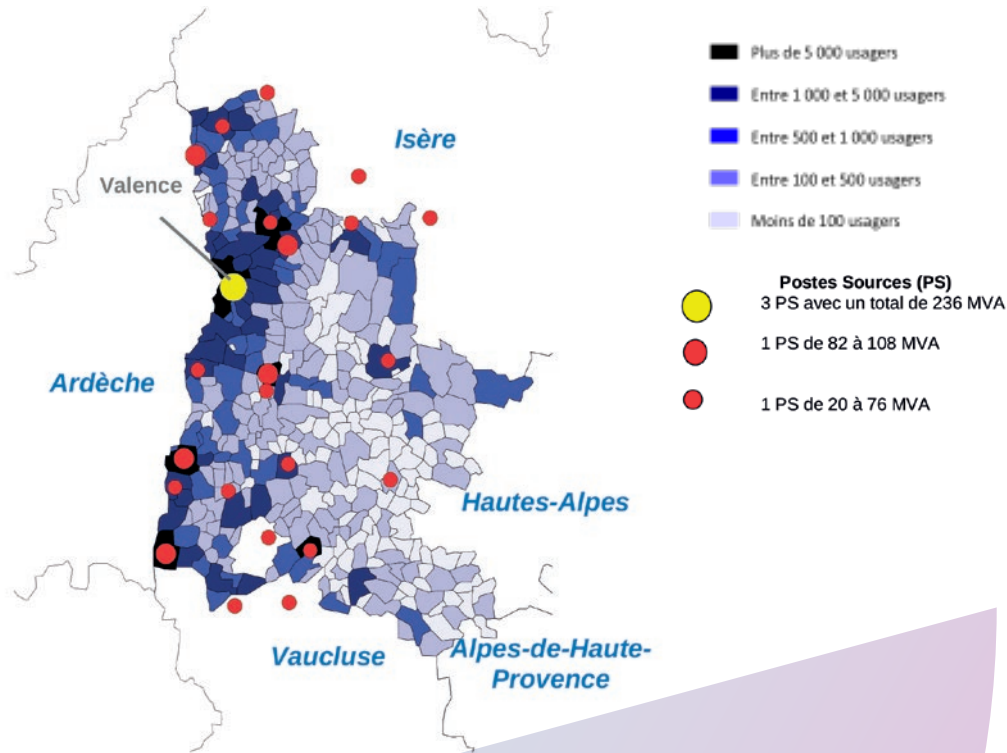 Plus de 5 000 usagers
Entre 1 000 et 5 000 usagers
Entre 500 et 1 000 usagers
Entre 100 et 500 usagers
Moins de 100 usagers
Isère
Valence
Postes Sources (PS)
3 PS avec un total de 236 MVA
1 PS de 82 à 108 MVA
1 PS de 20 à 76 MVA
Ardèche
Hautes-Alpes
Vaucluse
Alpes-de-Haute-
Provence